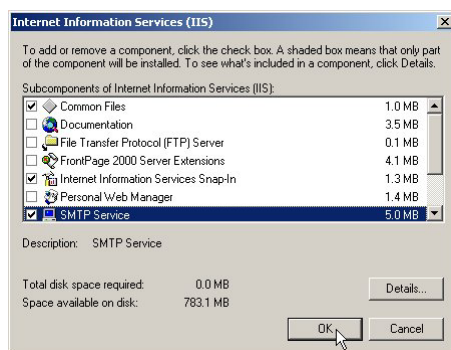 Internet Information Services (IIS)
To add or remove a component, click the check box. A shaded box means that only part
of the component will be installed. To see what's included in a component, click Details.
Subcomponents of Internet Information Services (IIS):
Common Files 1.0 MB
Documentation 3.5 MB
File Transfer Protocol (FTP) Server 0.1 MB
FrontPage 2000 Server Extensions 4.1 MB
Internet Information Services Snap-In 1.3 MB
Personal Web Manager 1.4 MB
SMTP Service 5.0 MB
Description: SMTP Service
Total disk space required: 0.0 MB
Space available on disk: 783.1 MB
Details...
OK Cancel